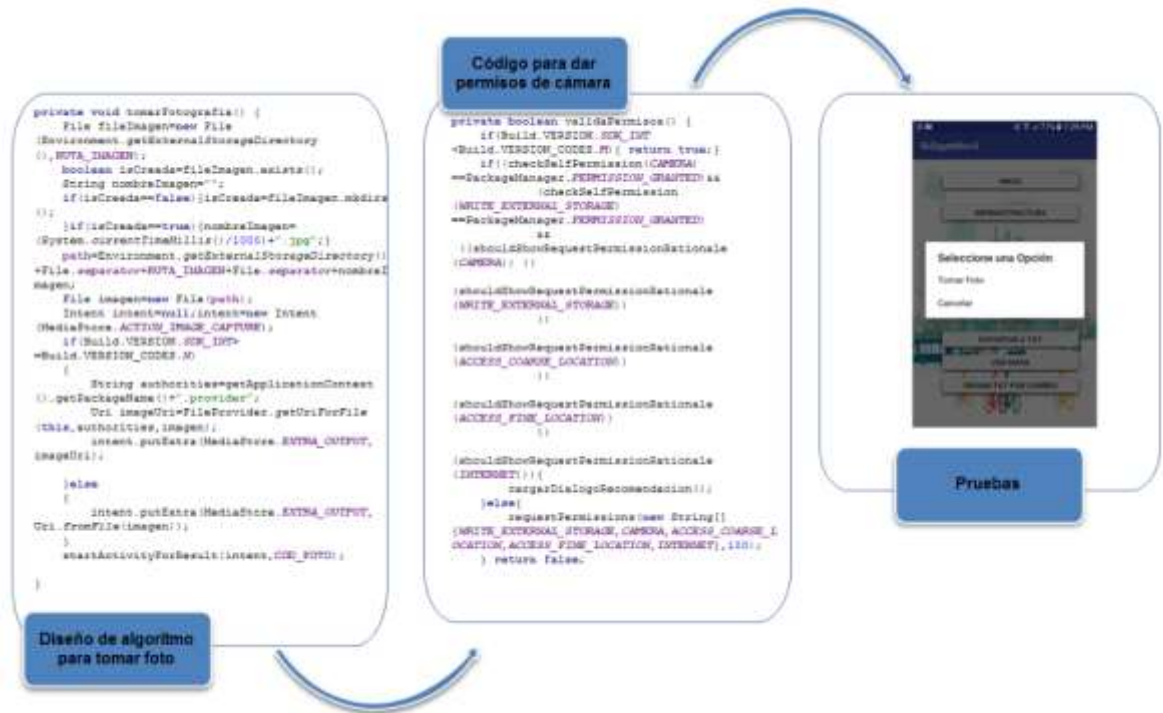 private void tomarFotografia() {
File fileImagen=new File
(Environment.getExternalStorageDirectory
(),RUTA_IMAGEN);
boolean isCreada=fileImagen.exists();
String nombreImagen="";
if(isCreada==false){isCreada=fileImagen.mkdirs
();
}if(isCreada==true){nombreImagen=
(System.currentTimeMillis()/1000)+".jpg";}
path=Environment.getExternalStorageDirectory()
+File.separator+RUTA_IMAGEN+File.separator+nombreI
magen;
File imagen=new File(path);
Intent intent=null;intent=new Intent
(MediaStore.ACTION_IMAGE_CAPTURE);
if(Build.VERSION.SDK_INT>
=Build.VERSION_CODES.N)
{
String authorities=getApplicationContext
().getPackageName()+".provider";
Uri imageUri=FileProvider.getUriForFile
(this,authorities,imagen);
intent.putExtra(MediaStore.EXTRA_OUTPUT,
imageUri);
}else
{
intent.putExtra(MediaStore.EXTRA_OUTPUT,
Uri.fromFile(imagen));
}
startActivityForResult(intent,COD_FOTO);
}
Diseño de algoritmo
para tomar foto
Código para dar
permisos de cámara
private boolean validaPermisos() {
if(Build.VERSION.SDK_INT
<Build.VERSION_CODES.M){ return true;}
if((checkSelfPermission(CAMERA)
==PackageManager.PERMISSION_GRANTED)&&
(checkSelfPermission
(WRITE_EXTERNAL_STORAGE)
==PackageManager.PERMISSION_GRANTED)
&&
((shouldShowRequestPermissionRationale
(CAMERA)) ||
(shouldShowRequestPermissionRationale
(WRITE_EXTERNAL_STORAGE))
||
(shouldShowRequestPermissionRationale
(ACCESS_COARSE_LOCATION))
||
(shouldShowRequestPermissionRationale
(ACCESS_FINE_LOCATION))
||
(shouldShowRequestPermissionRationale
(INTERNET))){
cargarDialogoRecomendacion();
}else{
requestPermissions(new String[]
{WRITE_EXTERNAL_STORAGE,CAMERA,ACCESS_COARSE_L
OCATION,ACCESS_FINE_LOCATION,INTERNET},100);
} return false.
INICIO
INFRAESTRUCTURA
Seleccione una Opción
Tomar Foto
Cancelar
Pruebas